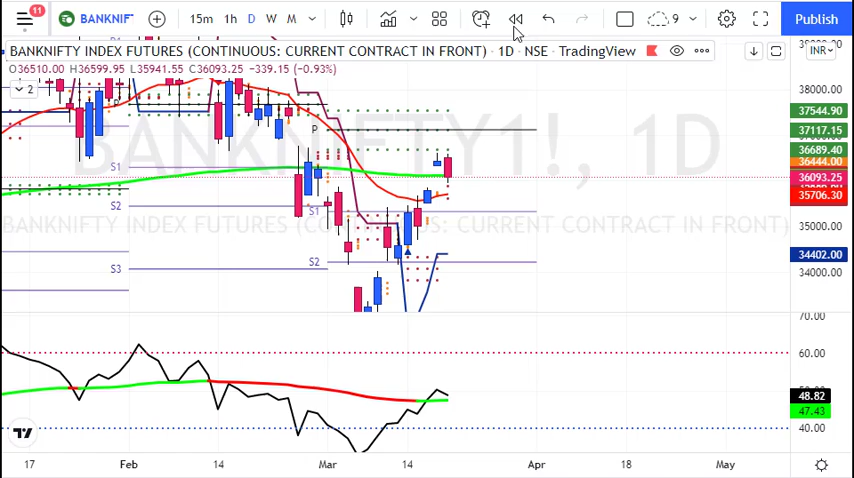 11
BANKNIF
15m 1h D W M
9
Publish
BANKNIFTY INDEX FUTURES (CONTINUOUS: CURRENT CONTRACT IN FRONT) · 1D · NSE · TradingView
INR
O36510.00 H36599.95 L35941.55 C36093.25 -339.15 (-0.93%)
2
BANKNIFTY1!, 1D
BANKNIFTY INDEX FUTURES (CONTINUOUS: CURRENT CONTRACT IN FRONT)
P
P
S1
S2
S3
S1
S2
38000.00
37544.90
37117.15
36689.40
36444.00
36093.25
35706.30
35000.00
34402.00
34000.00
70.00
60.00
48.82
47.43
40.00
17 Feb 14 Mar 14 Apr 18 May